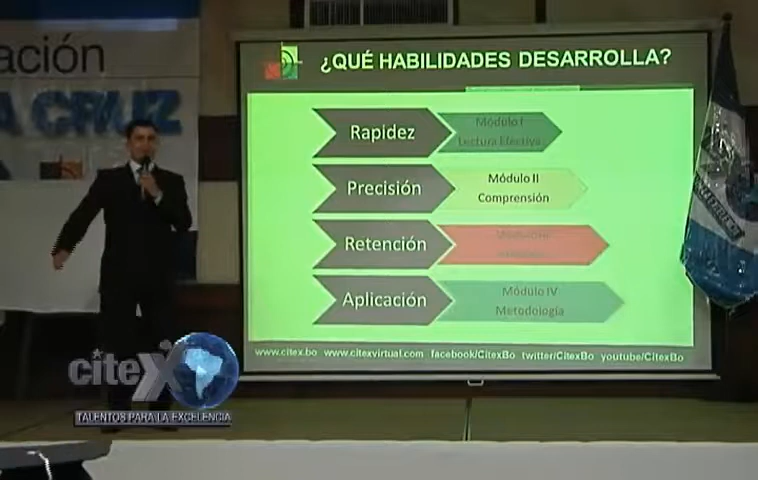 ación
A CRUZ
¿QUÉ HABILIDADES DESARROLLA?
Rapidez
Módulo I
Lectura Efectiva
Precisión
Módulo II
Comprensión
Retención
Aplicación
Módulo IV
Metodología
www.citex.bo www.citexvirtual.com facebook/CitexBo twitter/CitexBo youtube/CitexBo
citex
TALENTOS PARA LA EXCELENCIA